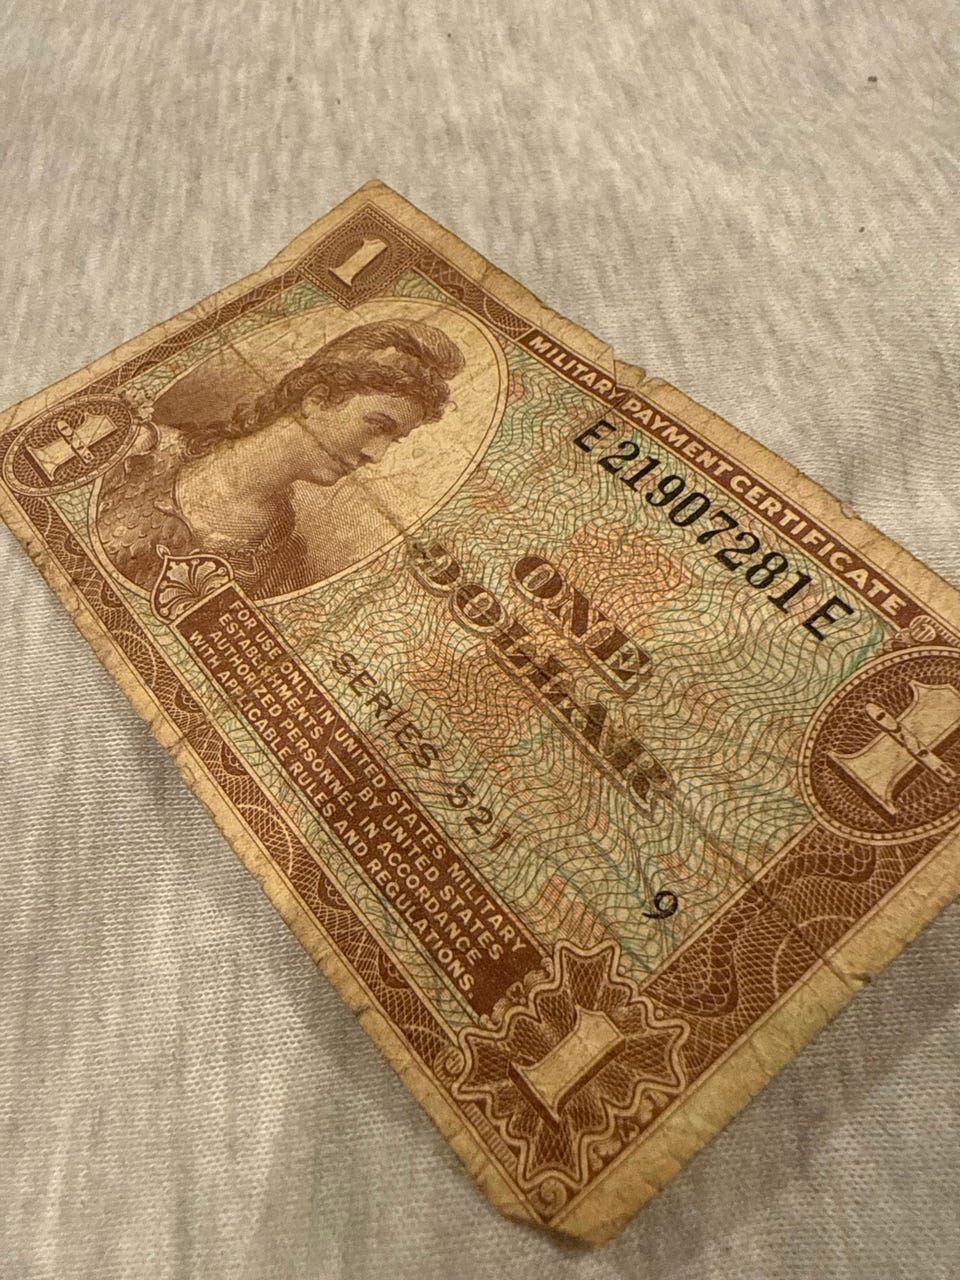 1
MILITARY PAYMENT CERTIFICATE
E21907281E
1
ONE
DOLLAR
1
SERIES 521
9
FOR USE ONLY IN UNITED STATES MILITARY
ESTABLISHMENTS — BY UNITED STATES
AUTHORIZED PERSONNEL IN ACCORDANCE
WITH APPLICABLE RULES AND REGULATIONS.
1